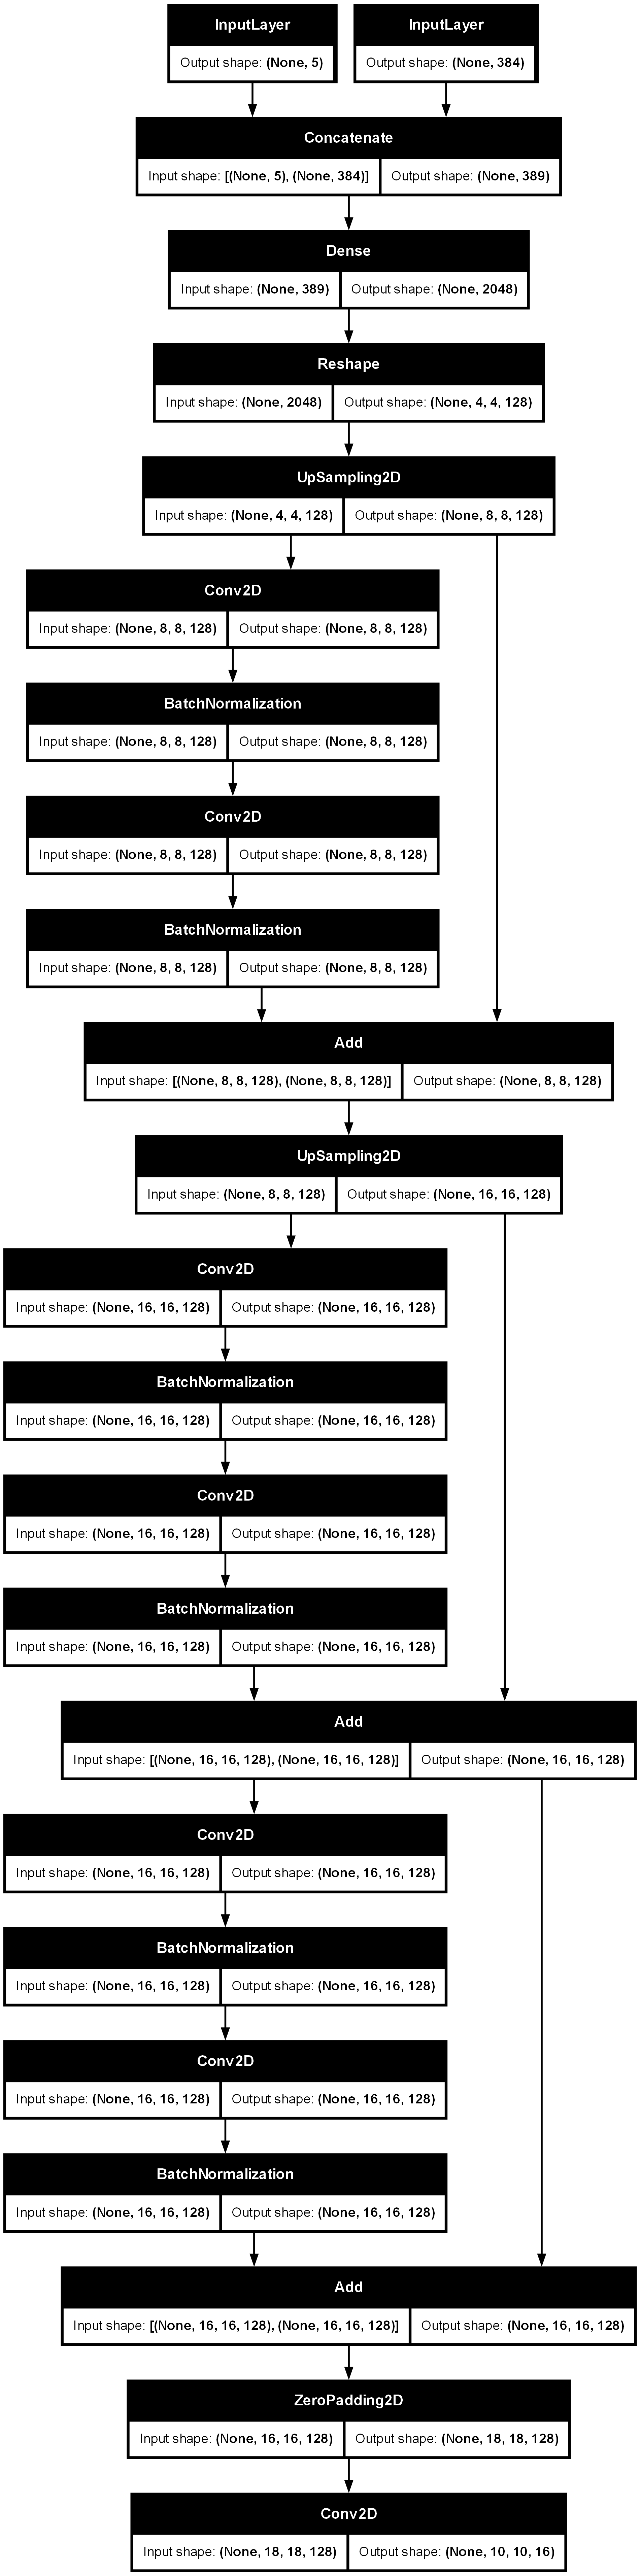 InputLayer
Output shape: (None, 5)
InputLayer
Output shape: (None, 384)
Concatenate
Input shape: [(None, 5), (None, 384)] Output shape: (None, 389)
Dense
Input shape: (None, 389) Output shape: (None, 2048)
Reshape
Input shape: (None, 2048) Output shape: (None, 4, 4, 128)
UpSampling2D
Input shape: (None, 4, 4, 128) Output shape: (None, 8, 8, 128)
Conv2D
Input shape: (None, 8, 8, 128) Output shape: (None, 8, 8, 128)
BatchNormalization
Input shape: (None, 8, 8, 128) Output shape: (None, 8, 8, 128)
Conv2D
Input shape: (None, 8, 8, 128) Output shape: (None, 8, 8, 128)
BatchNormalization
Input shape: (None, 8, 8, 128) Output shape: (None, 8, 8, 128)
Add
Input shape: [(None, 8, 8, 128), (None, 8, 8, 128)] Output shape: (None, 8, 8, 128)
UpSampling2D
Input shape: (None, 8, 8, 128) Output shape: (None, 16, 16, 128)
Conv2D
Input shape: (None, 16, 16, 128) Output shape: (None, 16, 16, 128)
BatchNormalization
Input shape: (None, 16, 16, 128) Output shape: (None, 16, 16, 128)
Conv2D
Input shape: (None, 16, 16, 128) Output shape: (None, 16, 16, 128)
BatchNormalization
Input shape: (None, 16, 16, 128) Output shape: (None, 16, 16, 128)
Add
Input shape: [(None, 16, 16, 128), (None, 16, 16, 128)] Output shape: (None, 16, 16, 128)
Conv2D
Input shape: (None, 16, 16, 128) Output shape: (None, 16, 16, 128)
BatchNormalization
Input shape: (None, 16, 16, 128) Output shape: (None, 16, 16, 128)
Conv2D
Input shape: (None, 16, 16, 128) Output shape: (None, 16, 16, 128)
BatchNormalization
Input shape: (None, 16, 16, 128) Output shape: (None, 16, 16, 128)
Add
Input shape: [(None, 16, 16, 128), (None, 16, 16, 128)] Output shape: (None, 16, 16, 128)
ZeroPadding2D
Input shape: (None, 16, 16, 128) Output shape: (None, 18, 18, 128)
Conv2D
Input shape: (None, 18, 18, 128) Output shape: (None, 10, 10, 16)